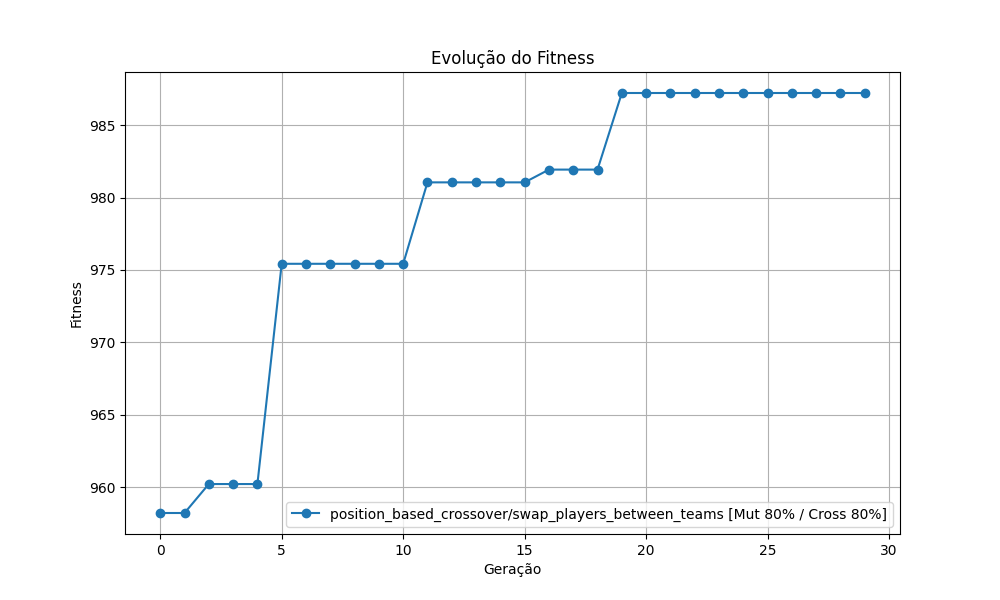 Evolução do Fitness
Fitness
985
980
975
970
965
960
position_based_crossover/swap_players_between_teams [Mut 80% / Cross 80%]
0 5 10 15 20 25 30
Geração